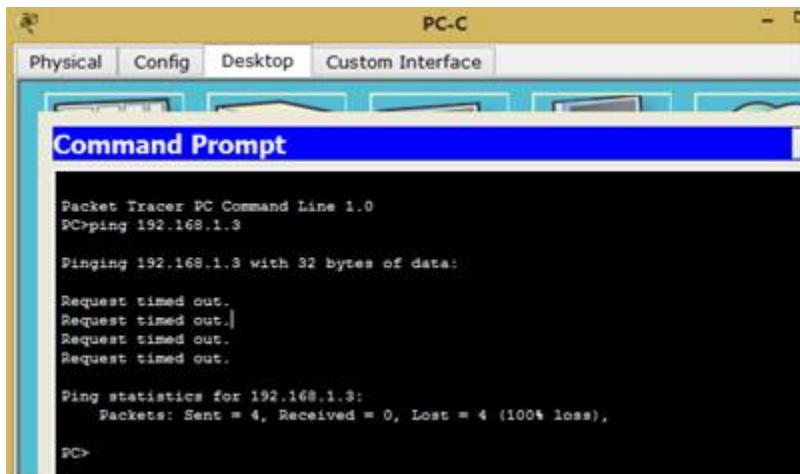 PC-C
Physical Config Desktop Custom Interface
Command Prompt
Packet Tracer PC Command Line 1.0
PC>ping 192.168.1.3
Pinging 192.168.1.3 with 32 bytes of data:
Request timed out.
Request timed out.
Request timed out.
Request timed out.
Ping statistics for 192.168.1.3:
Packets: Sent = 4, Received = 0, Lost = 4 (100% loss),
PC>